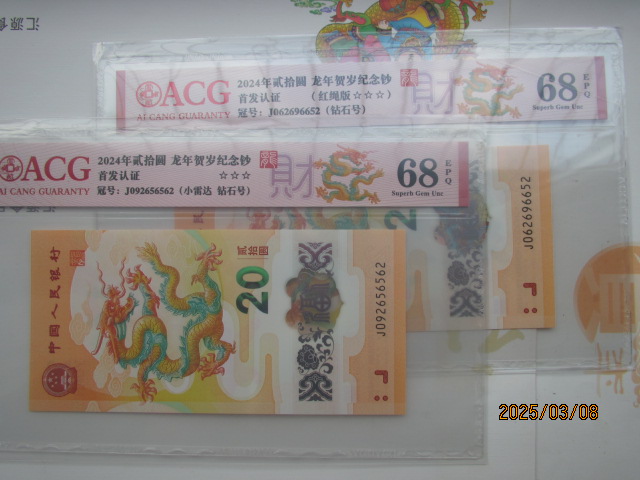 ACG
AI CANG GUARANTY
2024年贰拾圆 龙年贺岁纪念钞
首发认证 （红绳版☆☆☆）
冠号：J062696652（钻石号）
財
68
EPQ
Superb Gem Unc
ACG
AI CANG GUARANTY
2024年贰拾圆 龙年贺岁纪念钞
首发认证 ☆☆☆
冠号：J092656562（小雷达 钻石号）
財
68
EPQ
Superb Gem Unc
J062696652
中国人民银行
贰拾圆
20
J092656562
2025/03/08